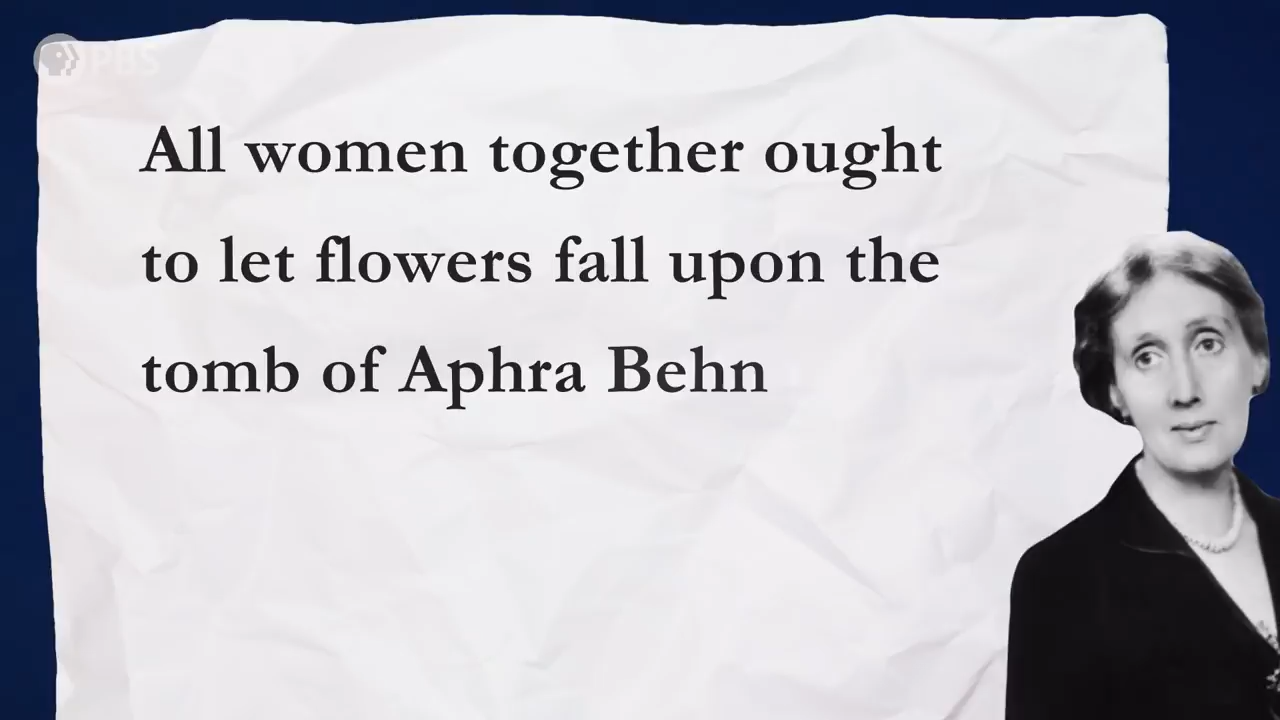 PBS
All women together ought
to let flowers fall upon the
tomb of Aphra Behn